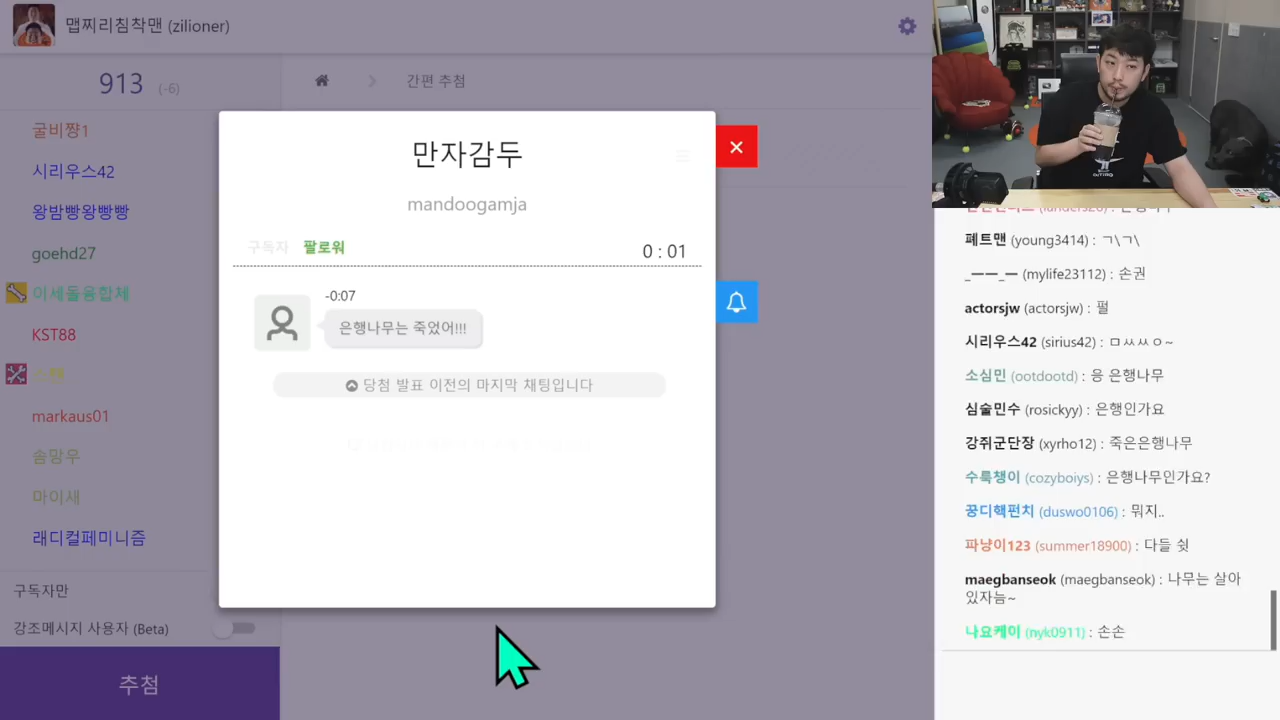 맵찌리침착맨 (zilioner)
913 (-6)
굴비쨩1
시리우스42
왕밤빵왕빵빵
goehd27
이세돌융합체
KST88
markaus01
솜망우
마이새
래디컬페미니즘
구독자만
강조메시지 사용자 (Beta)
추첨
간편 추첨
만자감두
mandoogamja
구독자 팔로워
0 : 01
-0:07
은행나무는 죽었어!!!
당첨 발표 이전의 마지막 채팅입니다
폐트맨 (young3414) : ㄱ\ㄱ\
_ㅡㅡ_ㅡ (mylife23112) : 손권
actorsjw (actorsjw) : 펄
시리우스42 (sirius42) : ㅁㅆㅆㅇ~
소심민 (ootdootd) : 응 은행나무
심술민수 (rosickyy) : 은행인가요
강쥐군단장 (xyrho12) : 죽은은행나무
수룩챙이 (cozyboiys) : 은행나무인가요?
꿍디핵펀치 (duswo0106) : 뭐지..
파냥이123 (summer18900) : 다들 쉿
maegbanseok (maegbanseok) : 나무는 살아
있자늠~
나요케이 (nyk0911) : 손손